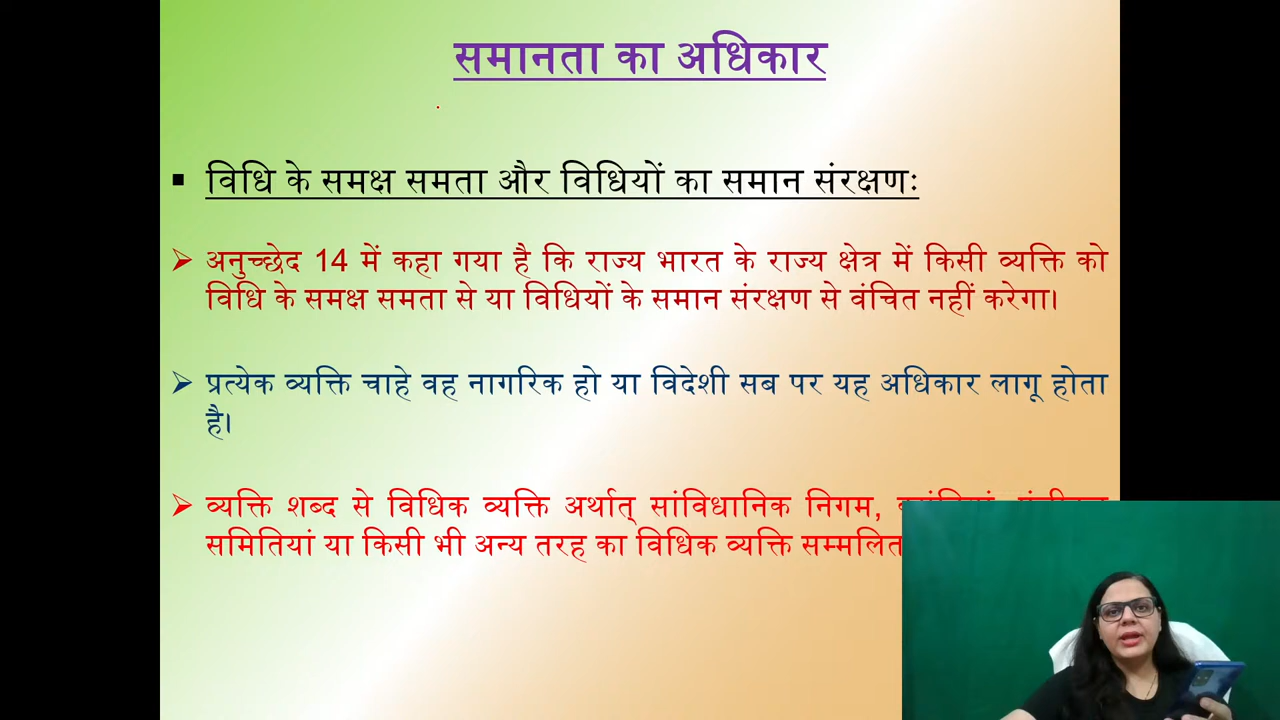 समानता का अधिकार
▪ विधि के समक्ष समता और विधियों का समान संरक्षणः
➢ अनुच्छेद 14 में कहा गया है कि राज्य भारत के राज्य क्षेत्र में किसी व्यक्ति को
विधि के समक्ष समता से या विधियों के समान संरक्षण से वंचित नहीं करेगा।
➢ प्रत्येक व्यक्ति चाहे वह नागरिक हो या विदेशी सब पर यह अधिकार लागू होता
है।
➢ व्यक्ति शब्द से विधिक व्यक्ति अर्थात् सांविधानिक निगम,
समितियां या किसी भी अन्य तरह का विधिक व्यक्ति सम्मलित